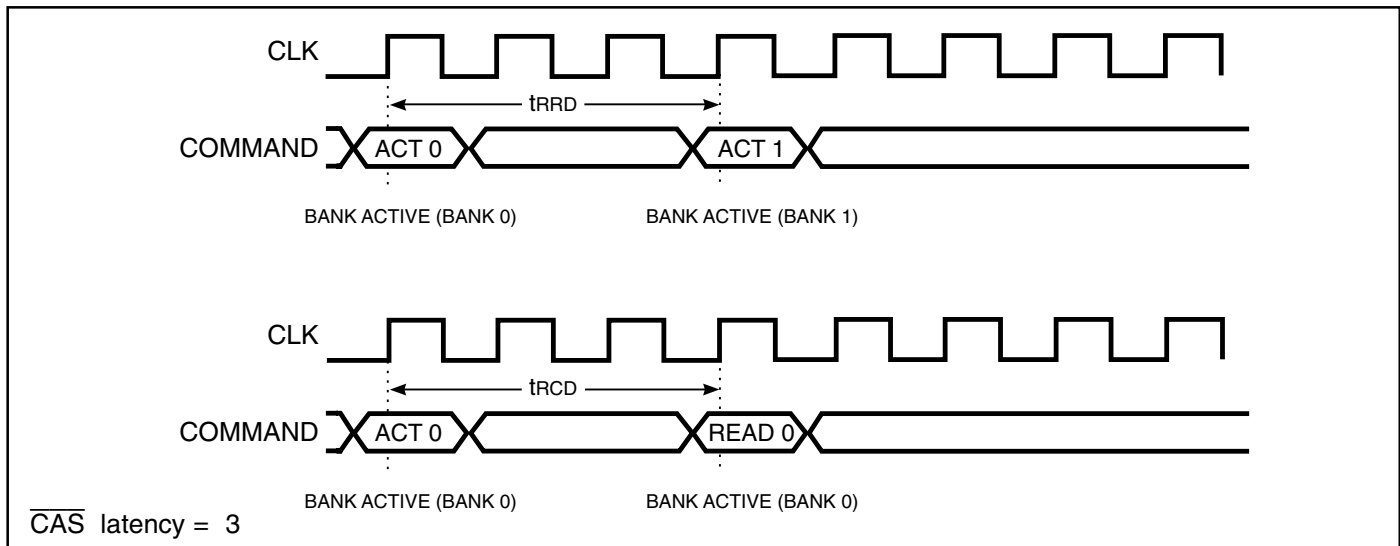 CLK
tRRD
COMMAND ACT 0 ACT 1
BANK ACTIVE (BANK 0) BANK ACTIVE (BANK 1)
CLK
tRCD
COMMAND ACT 0 READ 0
BANK ACTIVE (BANK 0) BANK ACTIVE (BANK 0)
C̅A̅S̅ latency = 3